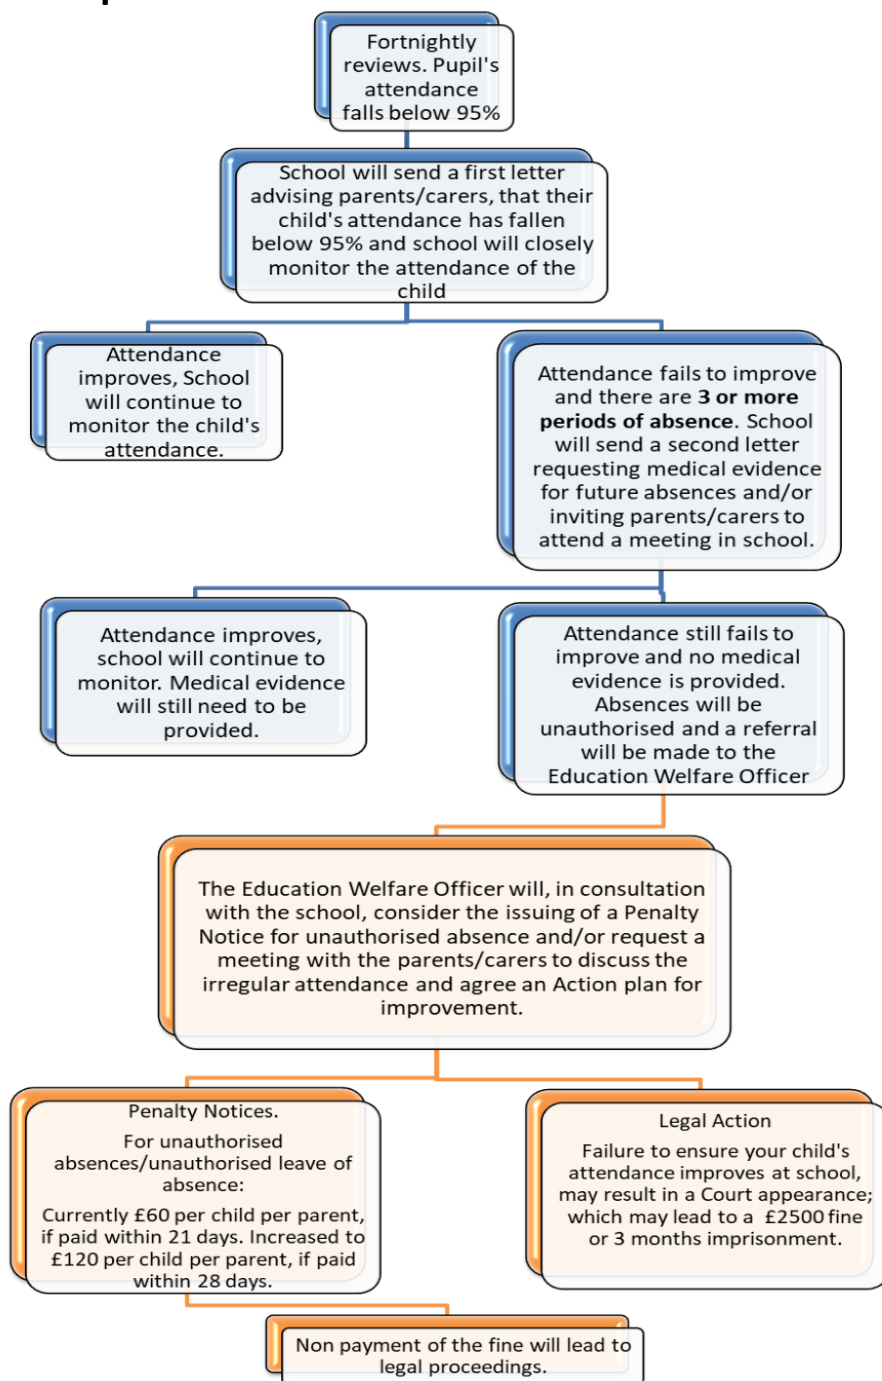 Fortnightly
reviews. Pupil's
attendance
falls below 95%
School will send a first letter
advising parents/carers, that their
child's attendance has fallen
below 95% and school will closely
monitor the attendance of the
child
Attendance
improves, School
will continue to
monitor the child's
attendance.
Attendance fails to improve
and there are 3 or more
periods of absence. School
will send a second letter
requesting medical evidence
for future absences and/or
inviting parents/carers to
attend a meeting in school.
Attendance improves,
school will continue to
monitor. Medical evidence
will still need to be
provided.
Attendance still fails to
improve and no medical
evidence is provided.
Absences will be
unauthorised and a referral
will be made to the
Education Welfare Officer
The Education Welfare Officer will, in consultation
with the school, consider the issuing of a Penalty
Notice for unauthorised absence and/or request a
meeting with the parents/carers to discuss the
irregular attendance and agree an Action plan for
improvement.
Penalty Notices.
For unauthorised
absences/unauthorised leave of
absence:
Currently £60 per child per parent,
if paid within 21 days. Increased to
£120 per child per parent, if paid
within 28 days.
Legal Action
Failure to ensure your child's
attendance improves at school,
may result in a Court appearance;
which may lead to a £2500 fine
or 3 months imprisonment.
Non payment of the fine will lead to
legal proceedings.